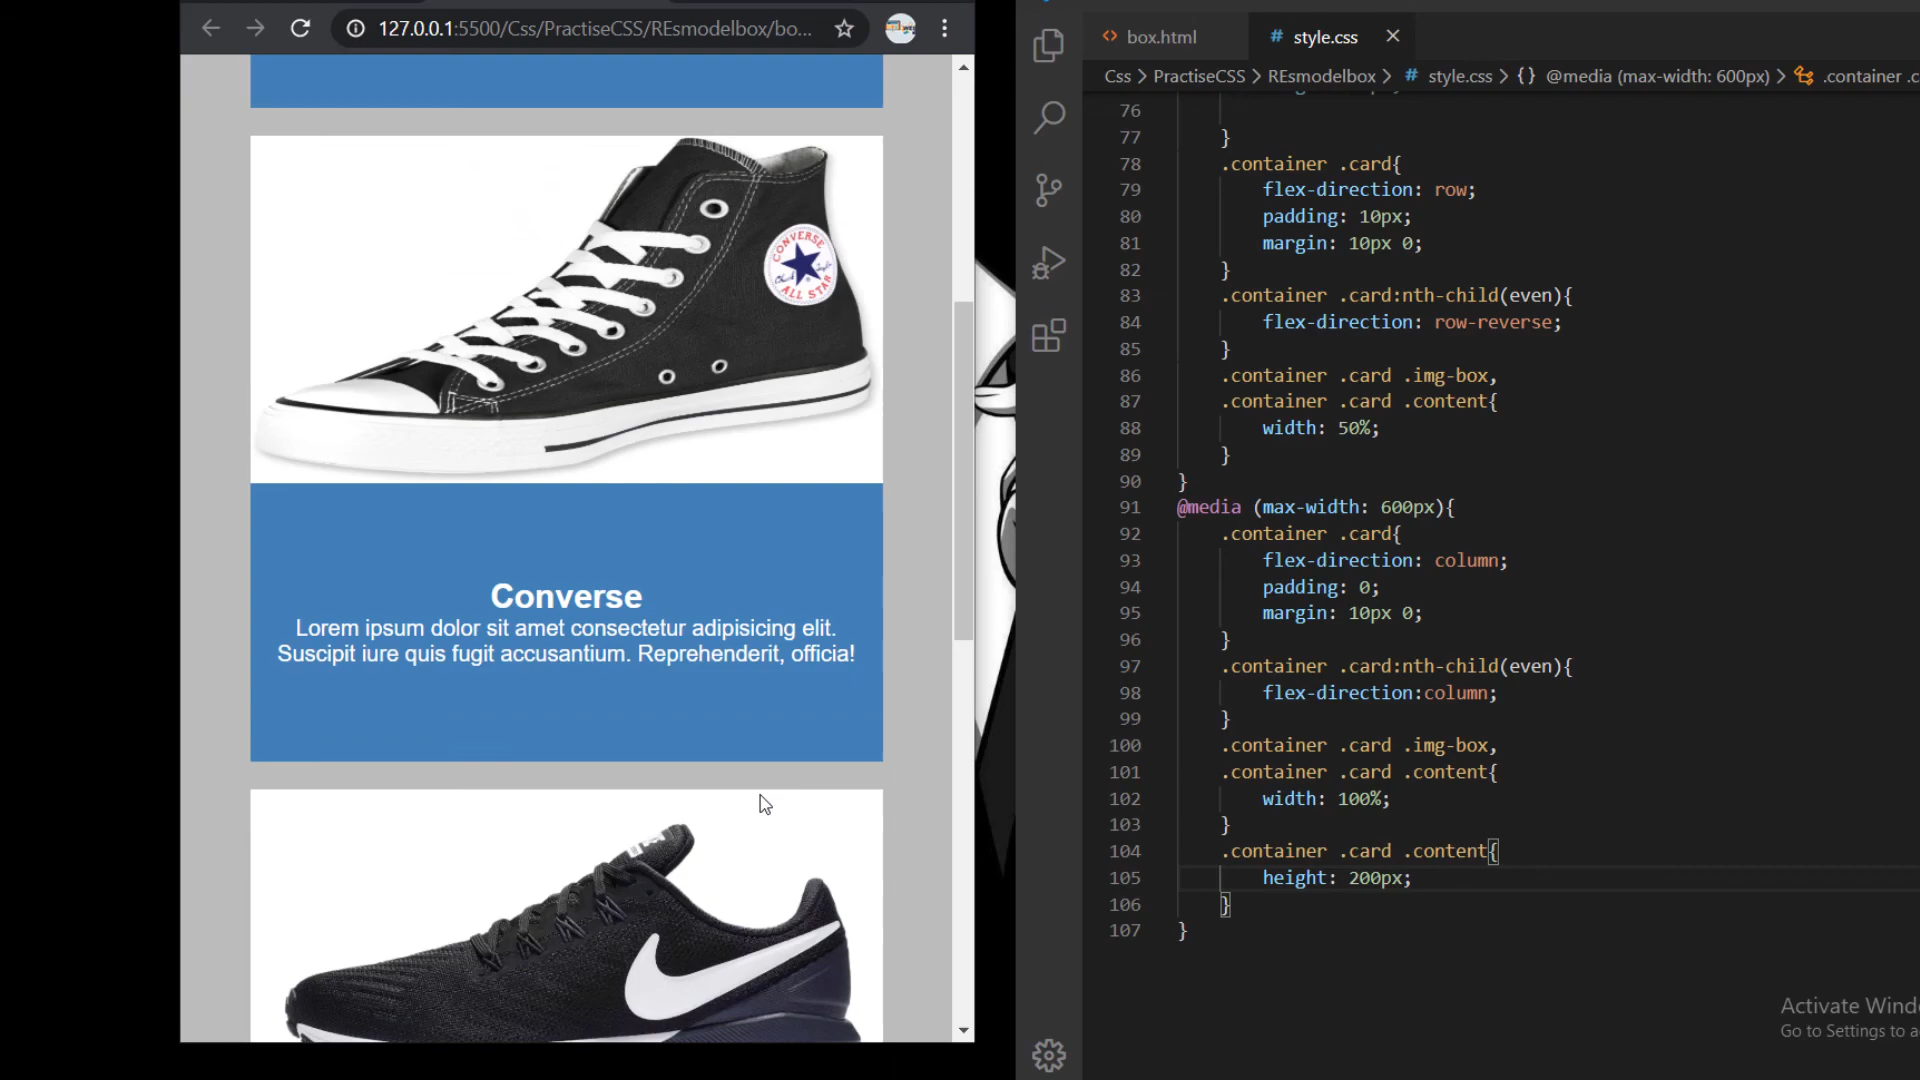 127.0.0.1:5500/Css/PractiseCSS/REsmodelbox/bo...
CONVERSE
ALL STAR
Converse
Lorem ipsum dolor sit amet consectetur adipisicing elit.
Suscipit iure quis fugit accusantium. Reprehenderit, officia!
<> box.html
# style.css
Css > PractiseCSS > REsmodelbox > # style.css > {} @media (max-width: 600px) > .container .c
76
77 }
78 .container .card{
79 flex-direction: row;
80 padding: 10px;
81 margin: 10px 0;
82 }
83 .container .card:nth-child(even){
84 flex-direction: row-reverse;
85 }
86 .container .card .img-box,
87 .container .card .content{
88 width: 50%;
89 }
90 }
91 @media (max-width: 600px){
92 .container .card{
93 flex-direction: column;
94 padding: 0;
95 margin: 10px 0;
96 }
97 .container .card:nth-child(even){
98 flex-direction:column;
99 }
100 .container .card .img-box,
101 .container .card .content{
102 width: 100%;
103 }
104 .container .card .content{
105 height: 200px;
106 }
107 }
Activate Windo
Go to Settings to a